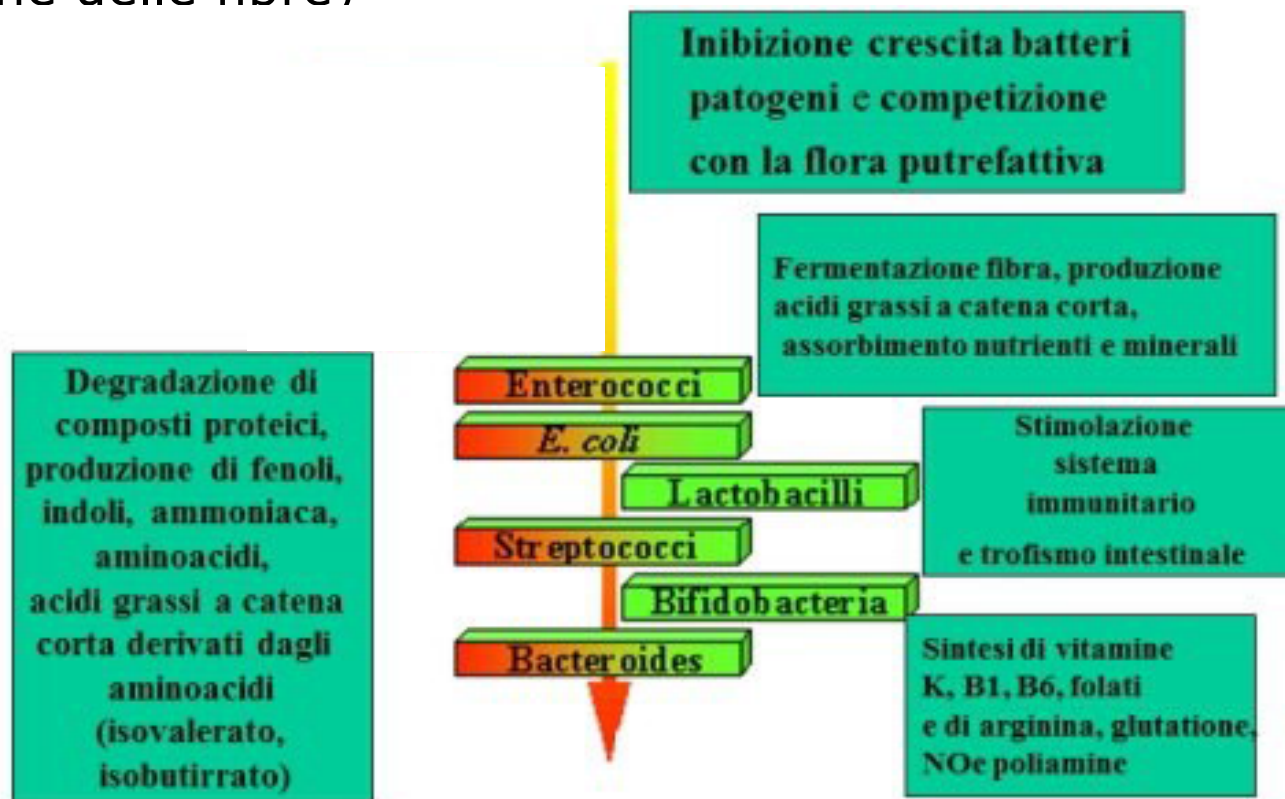 ne delle fibre)
Inibizione crescita batteri
patogeni e competizione
con la flora putrefattiva
Fermentazione fibra, produzione
acidi grassi a catena corta,
assorbimento nutrienti e minerali
Degradazione di
composti proteici,
produzione di fenoli,
indoli, ammoniaca,
aminoacidi,
acidi grassi a catena
corta derivati dagli
aminoacidi
(isovalerato,
isobutirrato)
Enterococci
E. coli
Lactobacilli
Streptococci
Bifidobacteria
Bacteroides
Stimolazione
sistema
immunitario
e trofismo intestinale
Sintesi di vitamine
K, B1, B6, folati
e di arginina, glutatione,
NOe poliamine